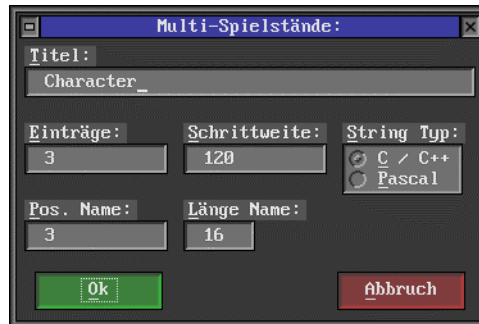 Multi-Spielstände:
Titel:
Character_
Einträge: Schrittweite: String Typ:
3 120 C / C++
Pascal
Pos. Name: Länge Name:
3 16
Ok Abbruch